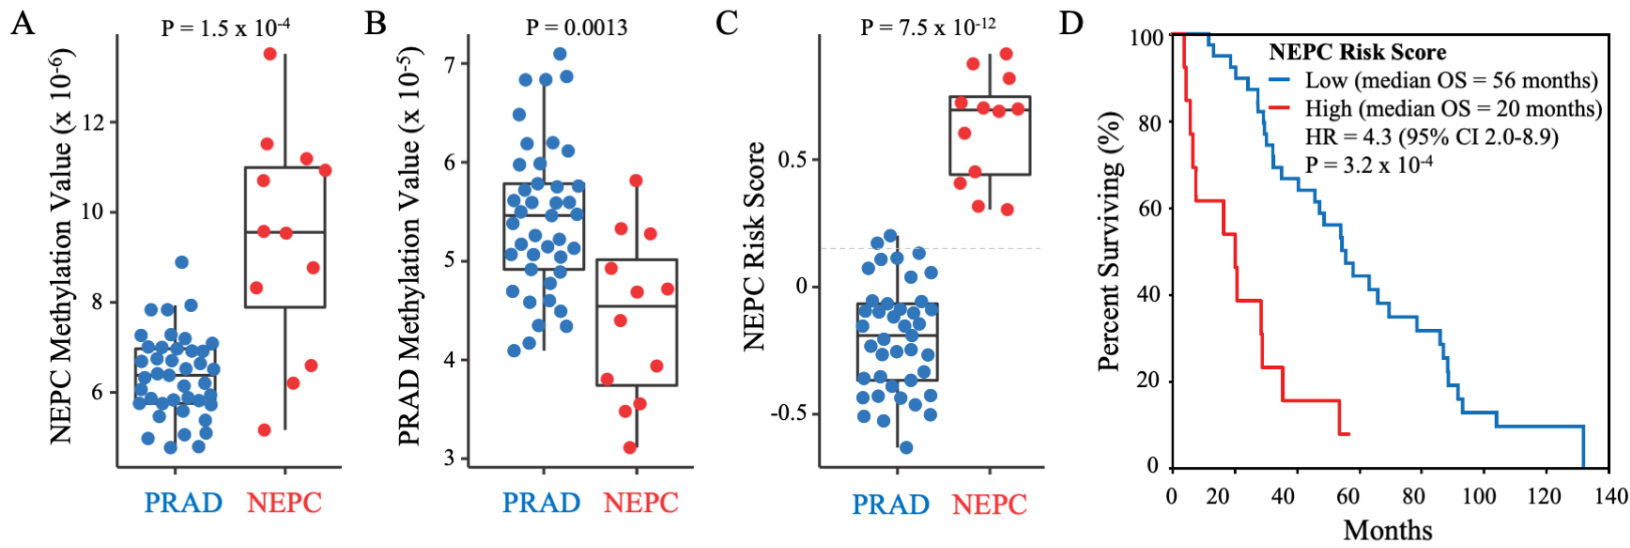 A
P = 1.5 x 10-4
NEPC Methylation Value (x 10-6)
12
10
8
6
PRAD
NEPC
B
P = 0.0013
PRAD Methylation Value (x 10-5)
7
6
5
4
3
PRAD
NEPC
C
P = 7.5 x 10-12
NEPC Risk Score
0.5
0
-0.5
PRAD
NEPC
D
Percent Surviving (%)
100
80
60
40
20
0
NEPC Risk Score
Low (median OS = 56 months)
High (median OS = 20 months)
HR = 4.3 (95% CI 2.0-8.9)
P = 3.2 x 10-4
0 20 40 60 80 100 120 140
Months